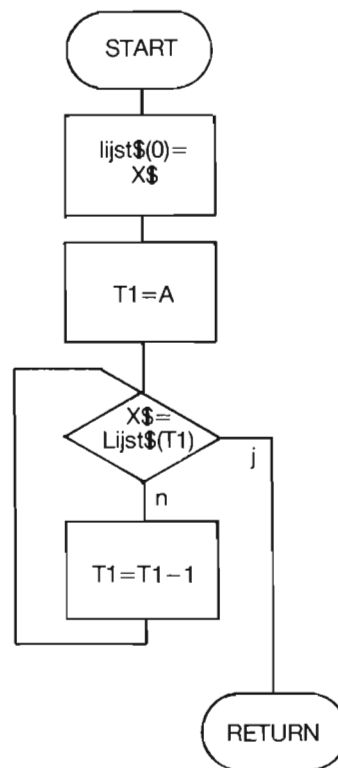 START
lijst$(0)=
X$
T1=A
X$=
Lijst$(T1)
j
n
T1=T1-1
RETURN